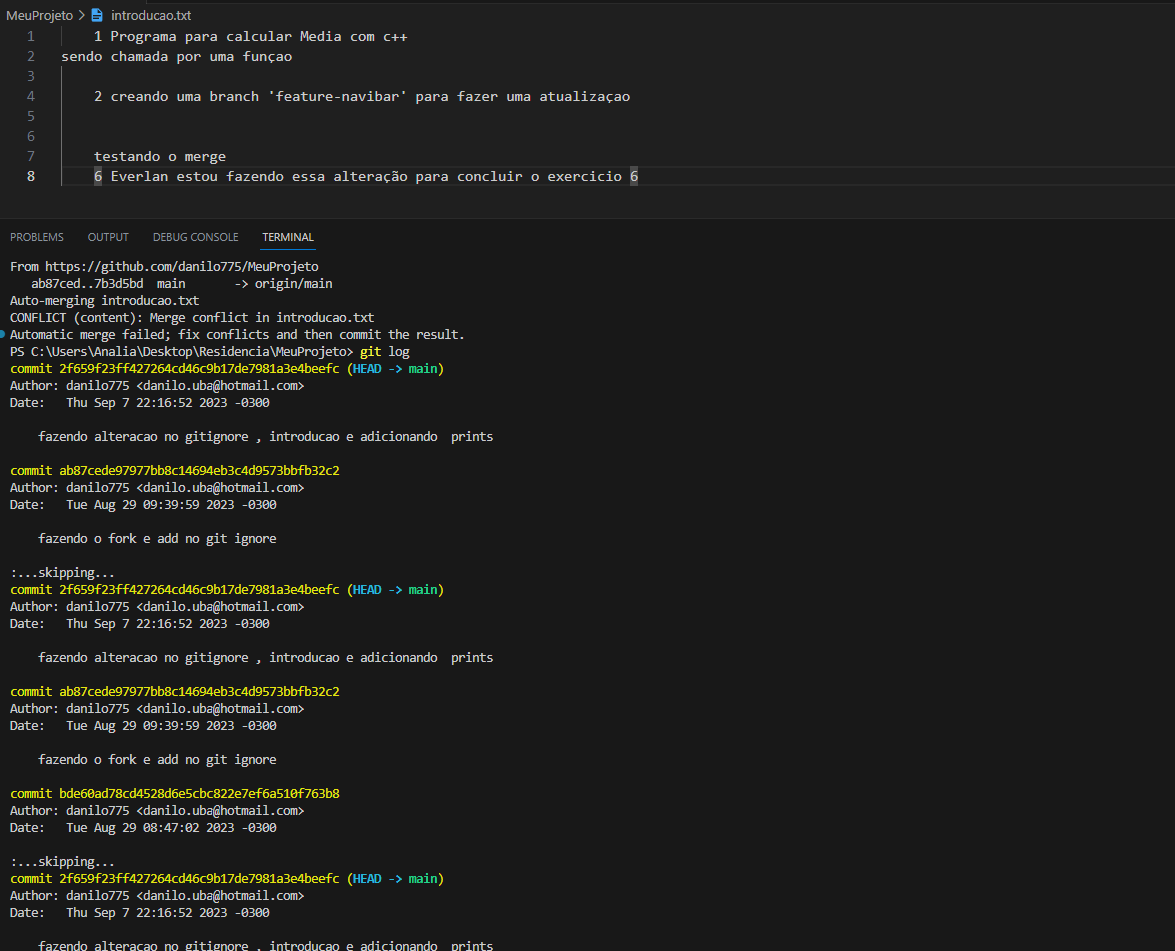 MeuProjeto > introducao.txt
1 1 Programa para calcular Media com c++
2 sendo chamada por uma funçao
3
4 2 creando uma branch 'feature-navibar' para fazer uma atualizaçao
5
6
7 testando o merge
8 6 Everlan estou fazendo essa alteração para concluir o exercicio 6
PROBLEMS OUTPUT DEBUG CONSOLE TERMINAL
From https://github.com/danilo775/MeuProjeto
ab87ced..7b3d5bd main -> origin/main
Auto-merging introducao.txt
CONFLICT (content): Merge conflict in introducao.txt
Automatic merge failed; fix conflicts and then commit the result.
PS C:\Users\Analia\Desktop\Residencia\MeuProjeto> git log
commit 2f659f23ff427264cd46c9b17de7981a3e4beefc (HEAD -> main)
Author: danilo775 <danilo.uba@hotmail.com>
Date: Thu Sep 7 22:16:52 2023 -0300
fazendo alteracao no gitignore , introducao e adicionando prints
commit ab87cede97977bb8c14694eb3c4d9573bbfb32c2
Author: danilo775 <danilo.uba@hotmail.com>
Date: Tue Aug 29 09:39:59 2023 -0300
fazendo o fork e add no git ignore
:...skipping...
commit 2f659f23ff427264cd46c9b17de7981a3e4beefc (HEAD -> main)
Author: danilo775 <danilo.uba@hotmail.com>
Date: Thu Sep 7 22:16:52 2023 -0300
fazendo alteracao no gitignore , introducao e adicionando prints
commit ab87cede97977bb8c14694eb3c4d9573bbfb32c2
Author: danilo775 <danilo.uba@hotmail.com>
Date: Tue Aug 29 09:39:59 2023 -0300
fazendo o fork e add no git ignore
commit bde60ad78cd4528d6e5cbc822e7ef6a510f763b8
Author: danilo775 <danilo.uba@hotmail.com>
Date: Tue Aug 29 08:47:02 2023 -0300
:...skipping...
commit 2f659f23ff427264cd46c9b17de7981a3e4beefc (HEAD -> main)
Author: danilo775 <danilo.uba@hotmail.com>
Date: Thu Sep 7 22:16:52 2023 -0300
fazendo alteracao no gitignore , introducao e adicionando prints